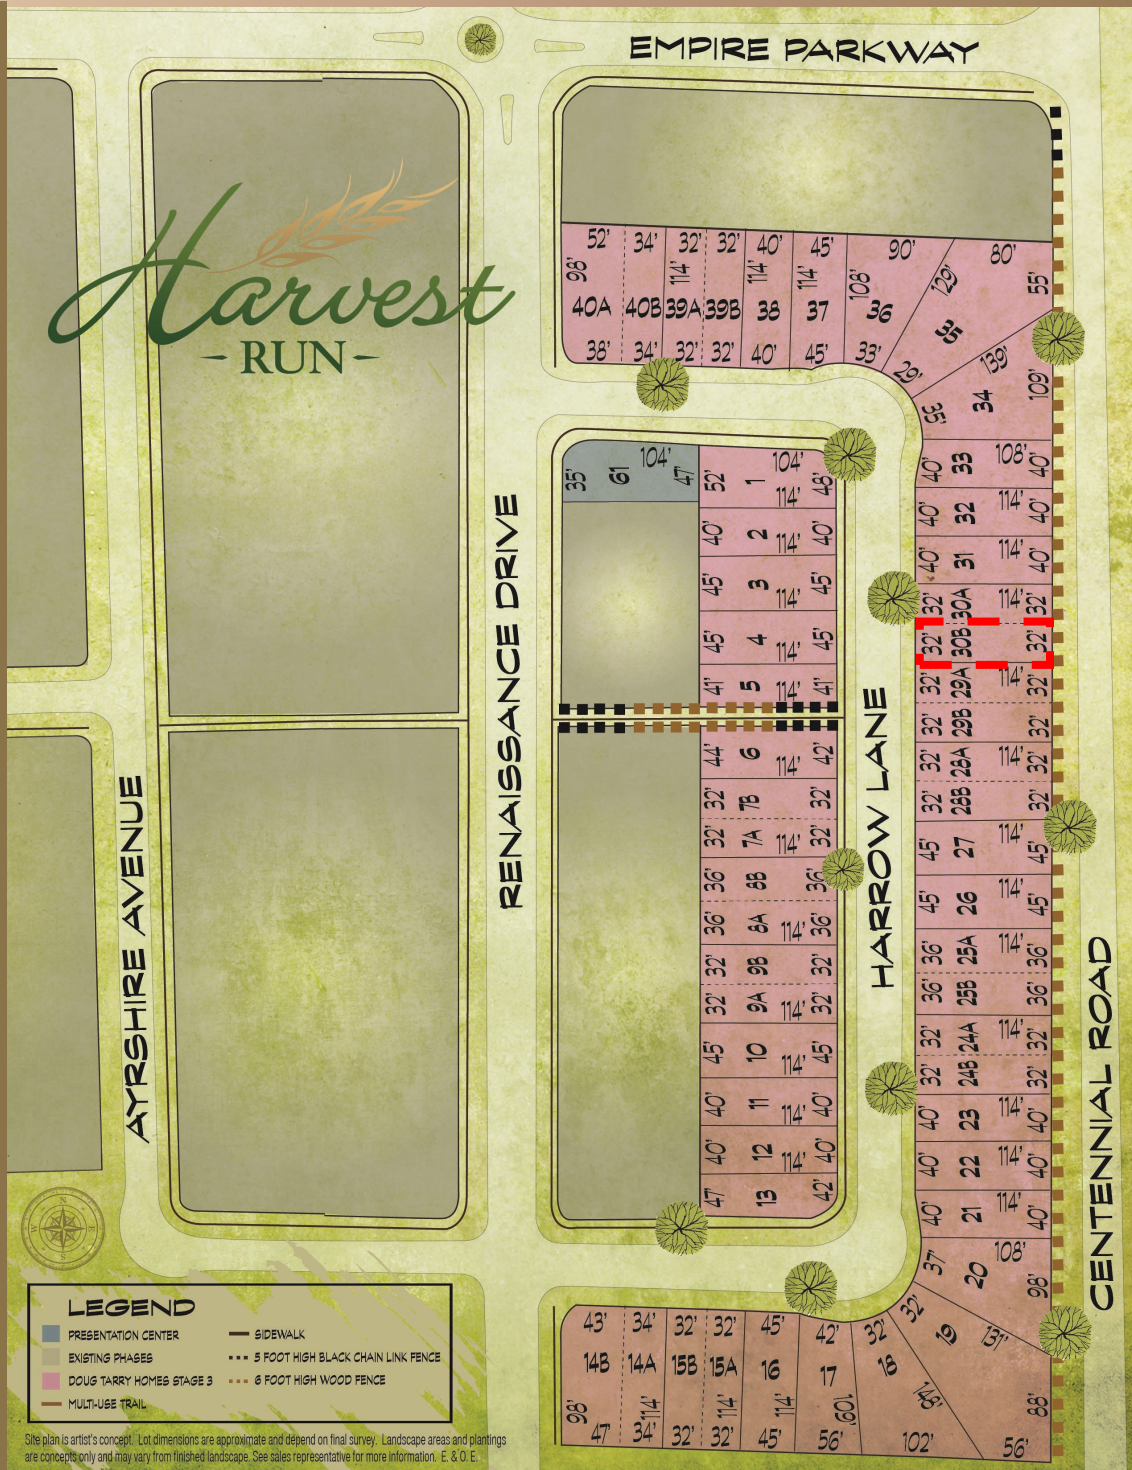 EMPIRE PARKWAY
Harvest
- RUN -
52' 34' 32' 32' 40' 45' 90' 80'
98' 114' 114' 114' 108' 129' 55'
40A 40B 39A 39B 38 37 36 35
38' 34' 32' 32' 40' 45' 33' 29'
139' 109'
35' 34
35' 61 104' 47'
52' 1 104' 114' 48'
40' 2 114' 40'
45' 3 114' 45'
45' 4 114' 45'
41' 5 114' 41'
44' 6 114' 42'
32' 7B 32'
32' 7A 114' 32'
36' 8B 36'
36' 8A 114' 36'
32' 9B 32'
32' 9A 114' 32'
45' 10 114' 45'
40' 11 114' 40'
40' 12 114' 40'
47' 13 42'
40' 33 108' 40'
40' 32 114' 40'
40' 31 114' 40'
32' 30A 114' 32'
32' 30B 32'
32' 29A 114' 32'
32' 29B 32'
32' 28A 114' 32'
32' 28B 32'
45' 27 114' 45'
45' 26 114' 45'
36' 25A 114' 36'
36' 25B 36'
32' 24A 114' 32'
32' 24B 32'
40' 23 114' 40'
40' 22 114' 40'
40' 21 114' 40'
37' 20 108' 98'
32' 19 131' 88'
43' 34' 32' 32' 45' 42' 32'
14B 14A 15B 15A 16 17 18
98' 114' 114' 114' 109' 148'
47' 34' 32' 32' 45' 56' 102' 56'
AYRSHIRE AVENUE
RENAISSANCE DRIVE
HARROW LANE
CENTENNIAL ROAD
N
W E
S
LEGEND
PRESENTATION CENTER
EXISTING PHASES
DOUG TARRY HOMES STAGE 3
MULTI-USE TRAIL
SIDEWALK
5 FOOT HIGH BLACK CHAIN LINK FENCE
6 FOOT HIGH WOOD FENCE
Site plan is artist's concept. Lot dimensions are approximate and depend on final survey. Landscape areas and plantings
are concepts only and may vary from finished landscape. See sales representative for more information. E. & O. E.